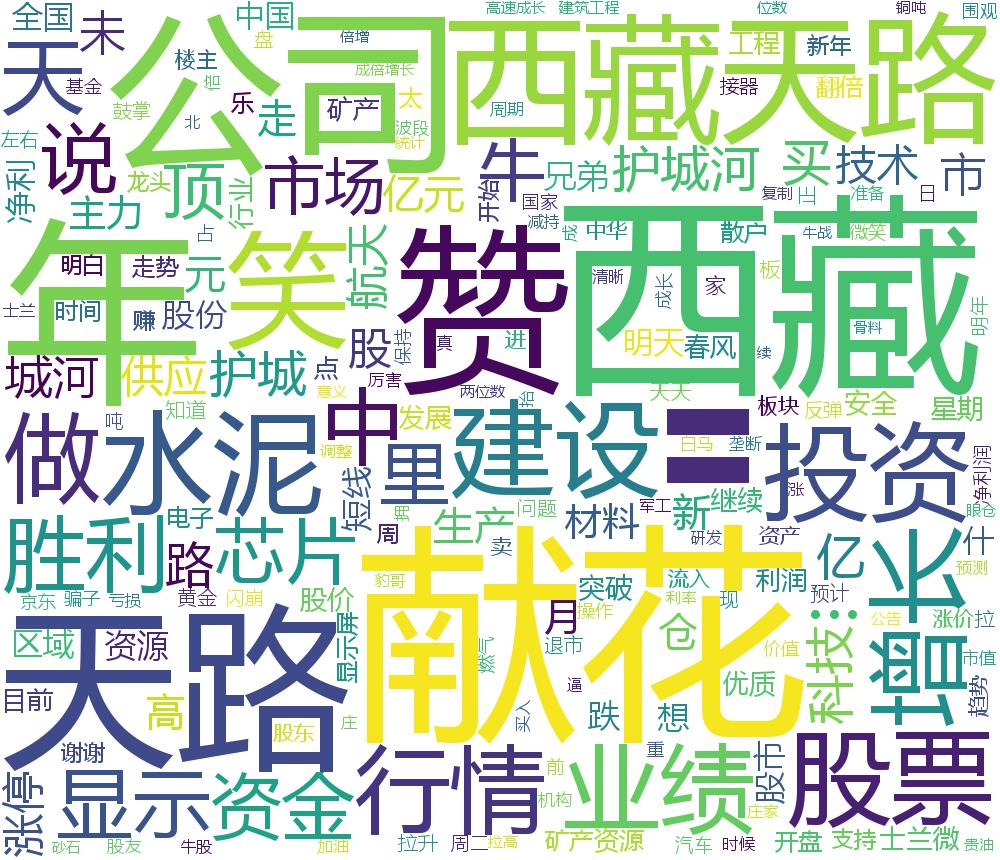 全国
未
楼主
中国
高速成长
建筑工程
位数
铜吨
围观
盘
倍增
成倍增长
工程
新年
天
公司
西藏天路
基金
鼓掌
倍
乐
矿产
太
周期
接器
翻倍
北
走
波段
统计
左右
说
龙头
顶
行业
市场
亿元
牛
兄弟
护城河
买
技术
市
净利
主力
开始
国家
减持
复制
准备
日
占
成
中华
散户
牛战
微笑
年
笑
赞
西藏
明白
走势
元
航天
清晰
成长
家
板
士兰
时间
赚
股份
股
保持
真
进
明天
春风
骨料
明年
城河
供应
护城
点
厉害
意义
两位数
续
天天
做
水泥
知道
吨
中
发展
抬
建设
二
白马
板块
反弹
安全
星期
垄断
投资
净利润
调整
里
短线
军工
涨
眼仓
胜利
电子
芯片
路
周
生产
问题
材料
新
继续
卖
研发
资产
亿
增长
什
预测
京东
骗子
亏损
黄金
闪崩
股价
豹哥
献花
突破
流入
利润
预计
利率
现
公告
涨价
拉
天路
区域
资源
显示屏
燃气
月
操作
仓
价值
科技
市值
目前
高
股东
庄
退市
逼
优质
趋势
谢谢
买入
跌
想
涨停
显示
资金
行情
前
机构
业绩
重
股市
庄家
股票
砂石
股友
牛股
加油
拉升
周二
拉高
矿产资源
汽车
时候
开盘
支持
士兰微
贵油